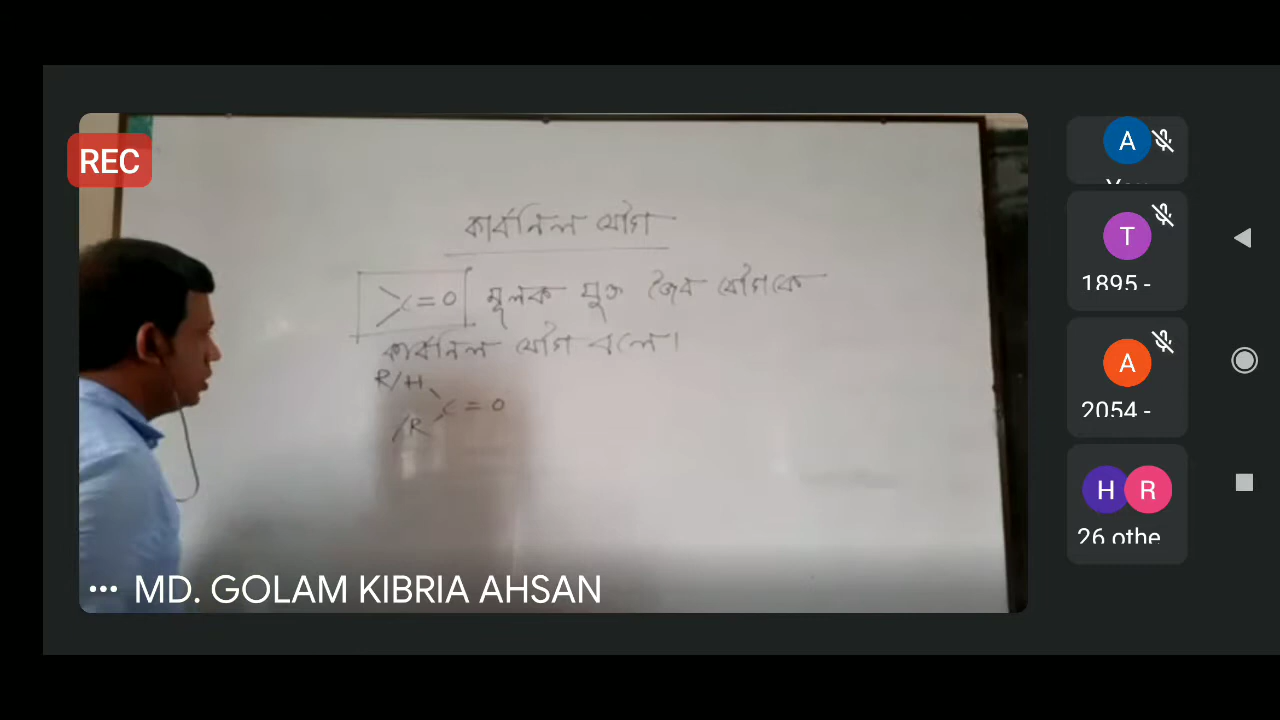 REC
কার্বনিল যৌগ
>C=O মূলক যুক্ত জৈব যৌগকে
কার্বনিল যৌগ বলে।
R/H
C = O
/R
MD. GOLAM KIBRIA AHSAN
A
T
1895 -
A
2054 -
H R
26 othe